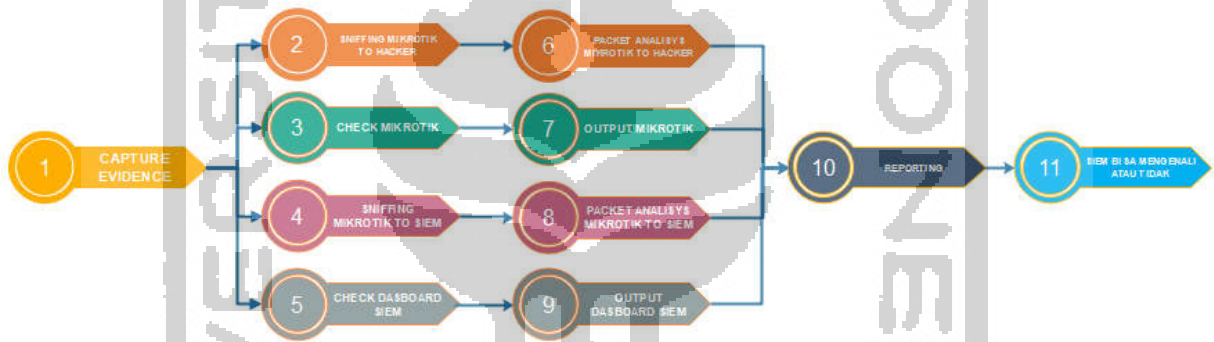 1
CAPTURE
EVIDENCE
2
SNIFFING MIKROTIK
TO HACKER
3
CHECK MIKROTIK
4
SNIFFING
MIKROTIK TO SIEM
5
CHECK DASBOARD
SIEM
6
PACKET ANALISYS
MIKROTIK TO HACKER
7
OUTPUT MIKROTIK
8
PACKET ANALISYS
MIKROTIK TO SIEM
9
OUTPUT
DASBOARD SIEM
10
REPORTING
11
SIEM BISA MENGENALI
ATAU TIDAK